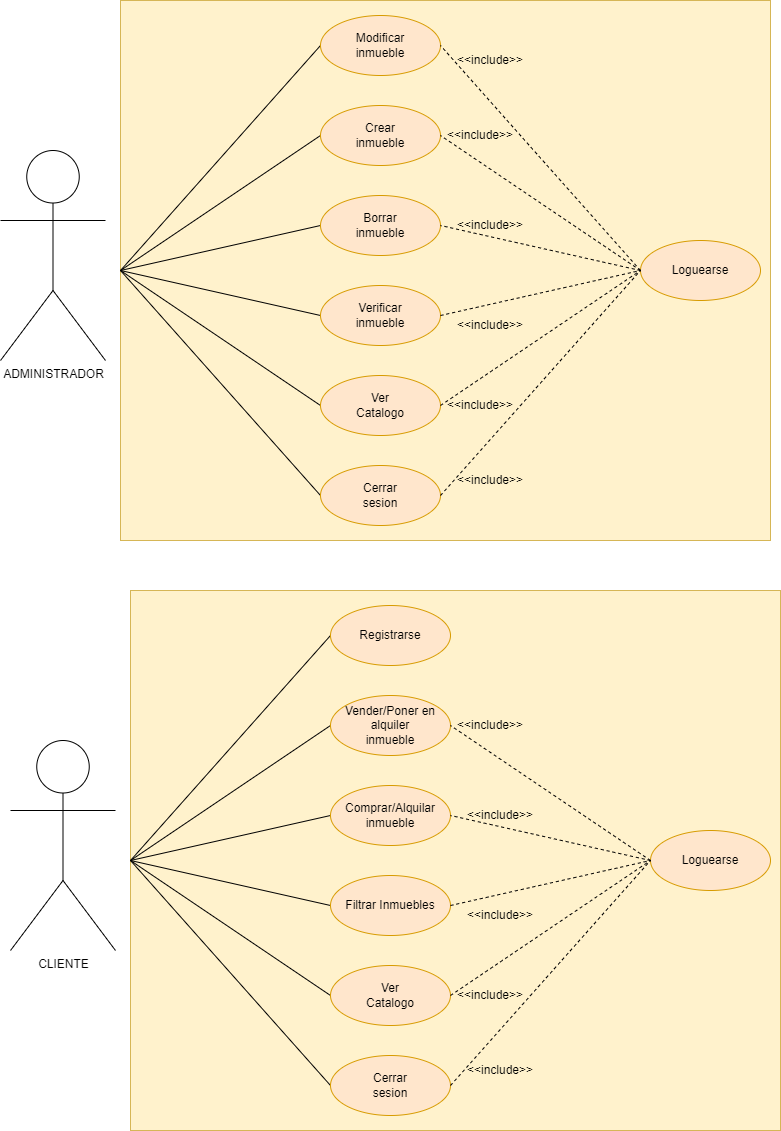 Modificar
inmueble
<<include>>
Crear
inmueble
<<include>>
Borrar
inmueble
<<include>>
Loguearse
Verificar
inmueble
<<include>>
ADMINISTRADOR
Ver
Catalogo
<<include>>
Cerrar
sesion
<<include>>
Registrarse
Vender/Poner en
alquiler
inmueble
<<include>>
Comprar/Alquilar
inmueble
<<include>>
Loguearse
Filtrar Inmuebles
<<include>>
CLIENTE
Ver
Catalogo
<<include>>
Cerrar
sesion
<<include>>